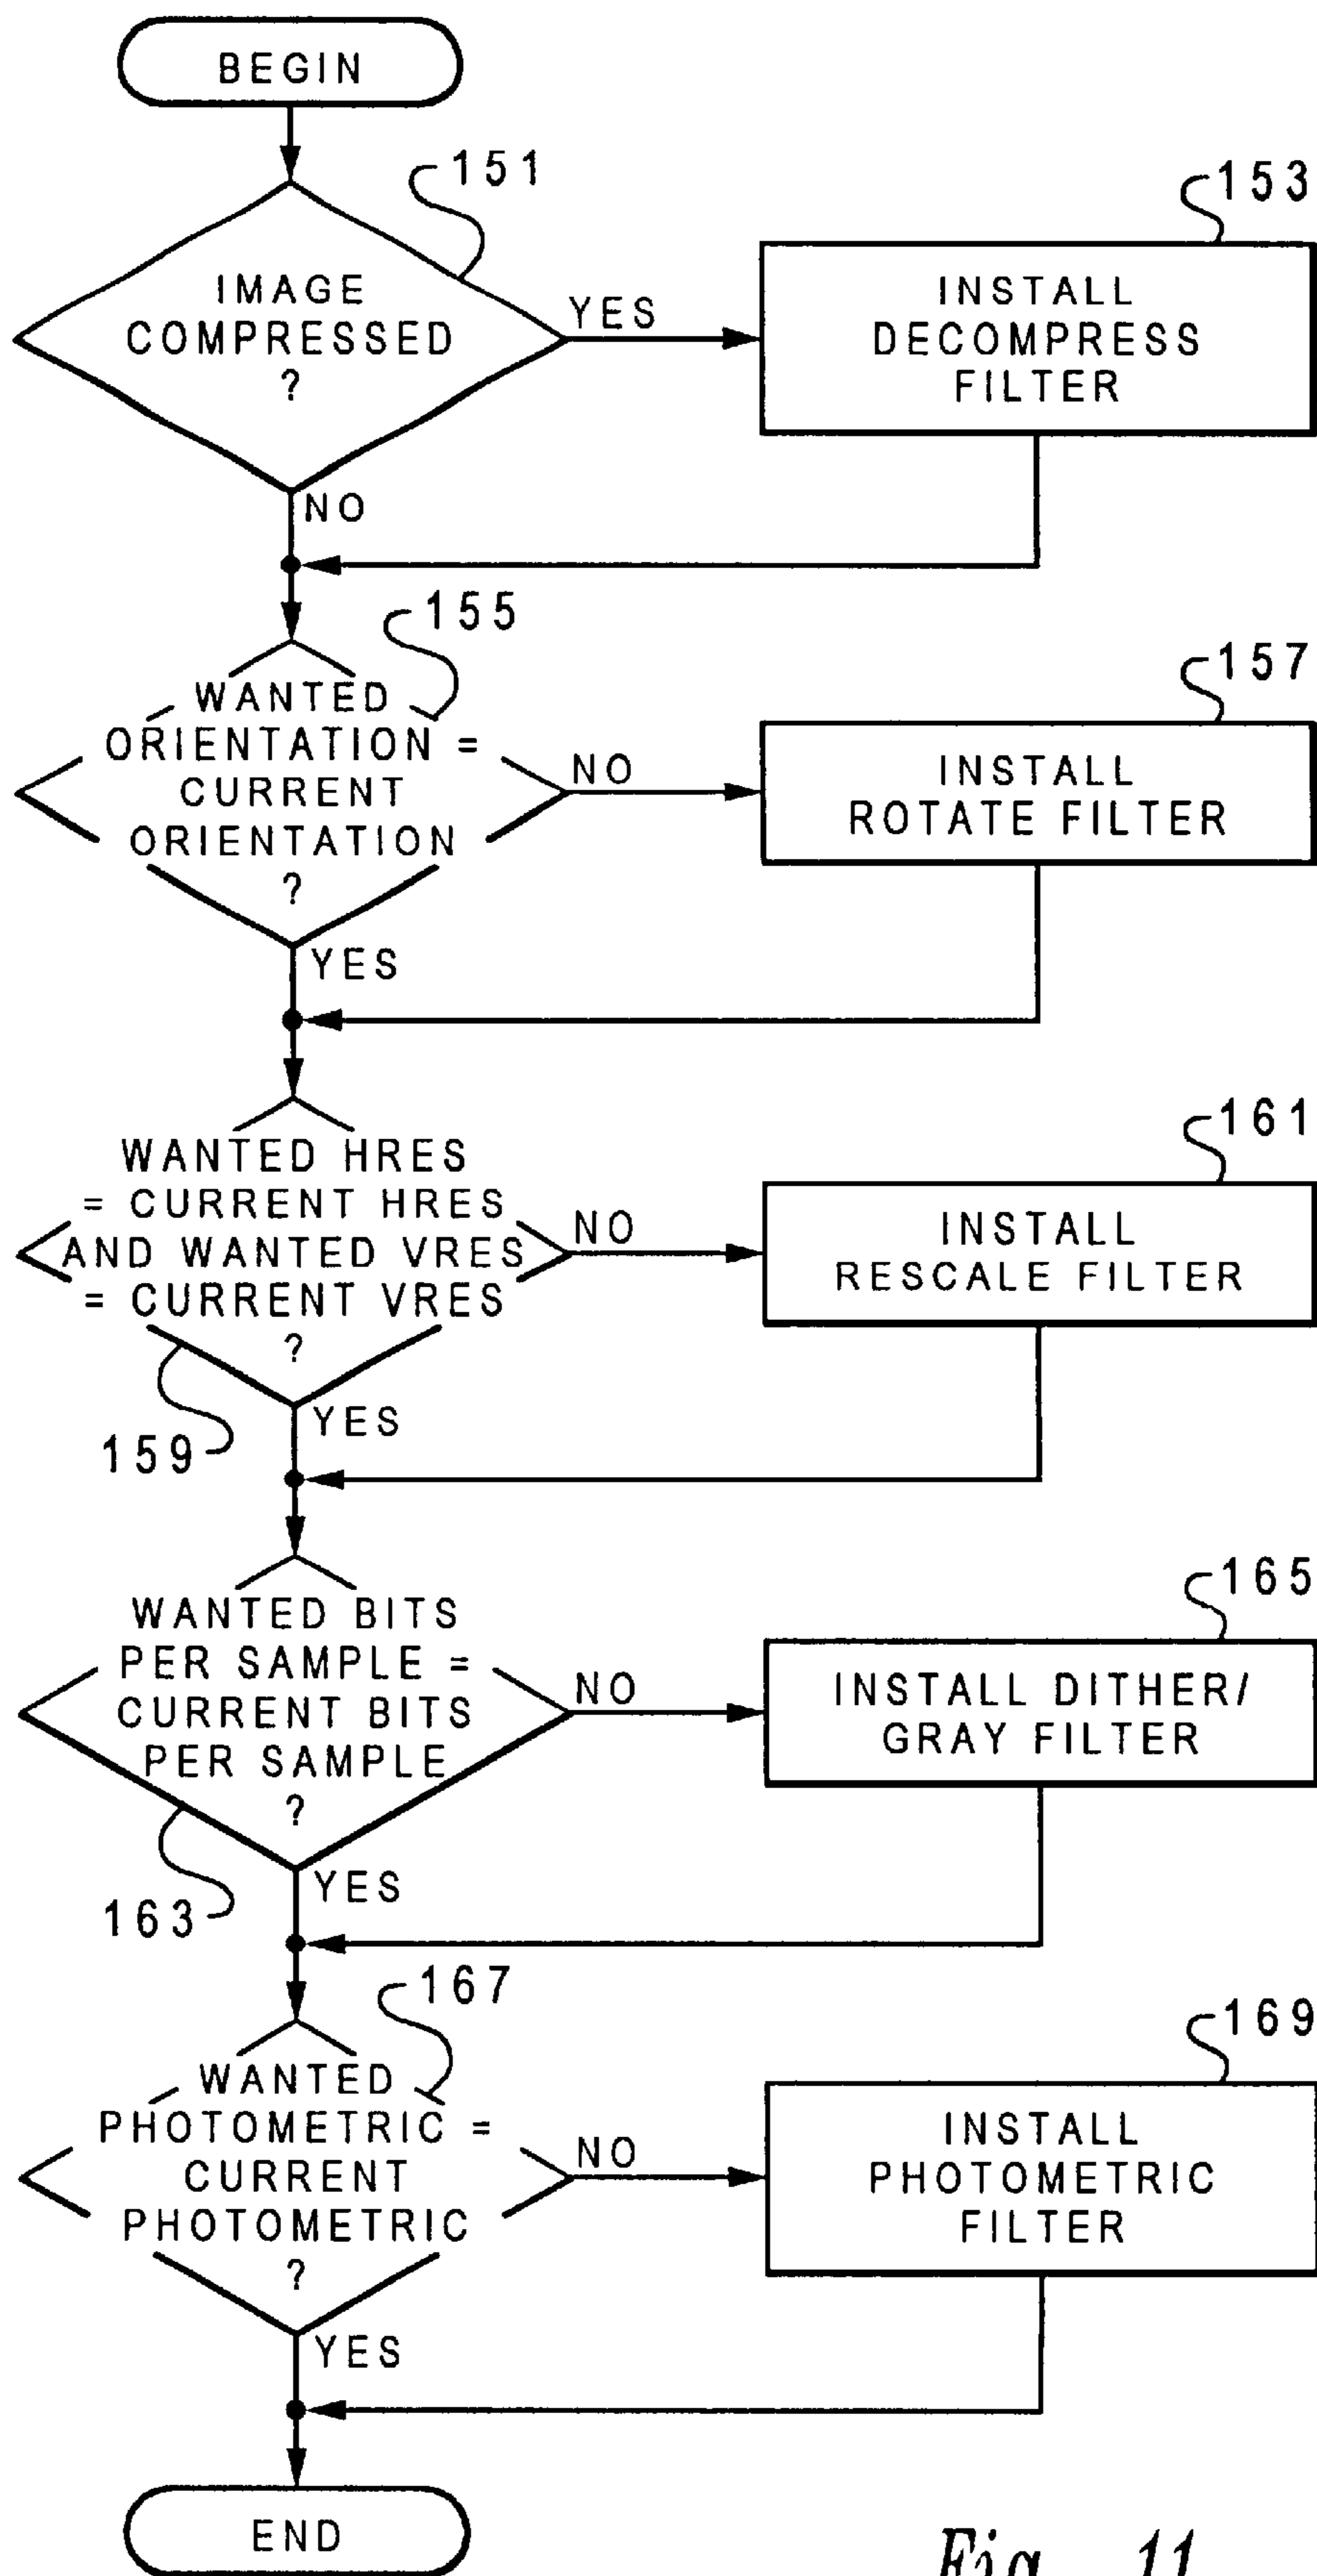 BEGIN
151
IMAGE
COMPRESSED
?
YES
NO
153
INSTALL
DECOMPRESS
FILTER
155
WANTED
ORIENTATION =
CURRENT
ORIENTATION
?
NO
YES
157
INSTALL
ROTATE FILTER
WANTED HRES
= CURRENT HRES
AND WANTED VRES
= CURRENT VRES
?
159
NO
YES
161
INSTALL
RESCALE FILTER
WANTED BITS
PER SAMPLE =
CURRENT BITS
PER SAMPLE
?
163
NO
YES
165
INSTALL DITHER/
GRAY FILTER
167
WANTED
PHOTOMETRIC =
CURRENT
PHOTOMETRIC
?
NO
YES
169
INSTALL
PHOTOMETRIC
FILTER
END
Fig. 11